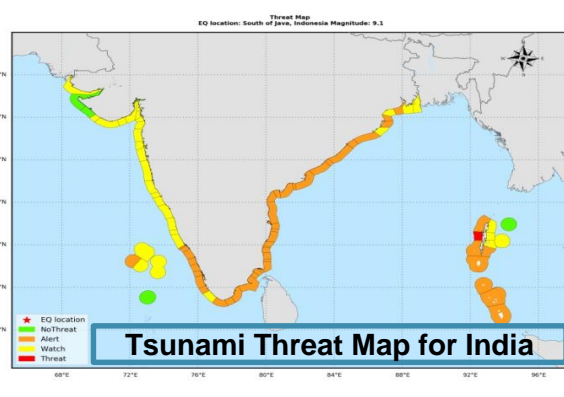 Threat Map
EQ location: South of Java, Indonesia Magnitude: 9.1
EQ location
NoThreat
Alert
Watch
Threat
Tsunami Threat Map for India
68°E 72°E 76°E 80°E 84°E 88°E 92°E 96°E